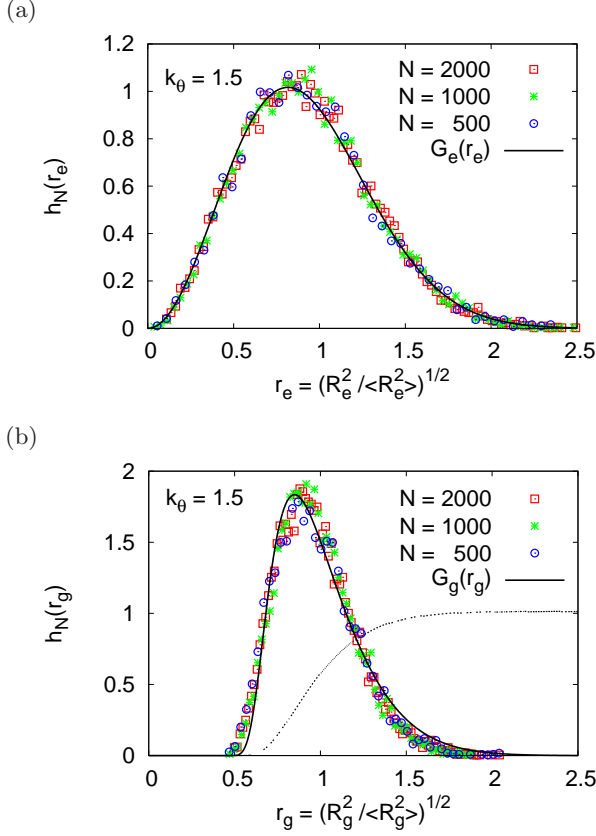 (a)
h_N(r_e)
1.2
1
0.8
0.6
0.4
0.2
0
k_θ = 1.5
N = 2000
N = 1000
N = 500
G_e(r_e)
0 0.5 1 1.5 2 2.5
r_e = (R_e^2 /<R_e^2>)^1/2
(b)
h_N(r_g)
2
1.5
1
0.5
0
k_θ = 1.5
N = 2000
N = 1000
N = 500
G_g(r_g)
0 0.5 1 1.5 2 2.5
r_g = (R_g^2 /<R_g^2>)^1/2